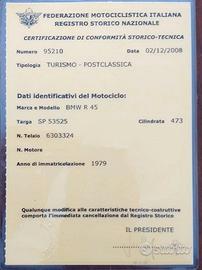 FEDERAZIONE MOTOCICLISTICA ITALIANA
REGISTRO STORICO NAZIONALE
CERTIFICAZIONE DI CONFORMITÀ STORICO-TECNICA
Numero 95210 Data 02/12/2008
Tipologia TURISMO - POSTCLASSICA
Dati identificativi del Motociclo:
Marca e Modello BMW R 45
Targa SP 53525 Cilindrata 473
N. Telaio 6303324
N. Motore
Anno di immatricolazione 1979
Qualunque modifica alle caratteristiche tecnico-costruttive
comporta l'immediata cancellazione dal Registro Storico
IL PRESIDENTE